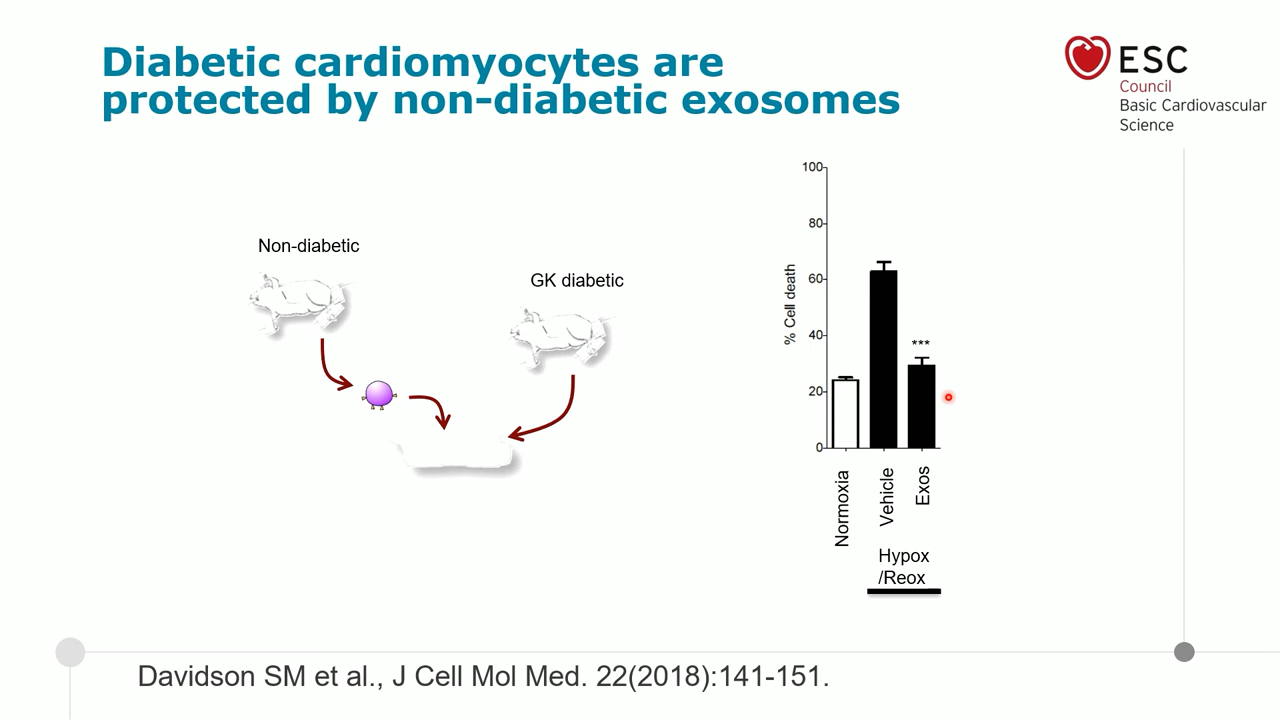 Diabetic cardiomyocytes are
protected by non-diabetic exosomes
ESC
Council
Basic Cardiovascular
Science
Non-diabetic
GK diabetic
100
80
60
40
20
0
% Cell death
***
Normoxia
Vehicle
Exos
Hypox
/Reox
Davidson SM et al., J Cell Mol Med. 22(2018):141-151.